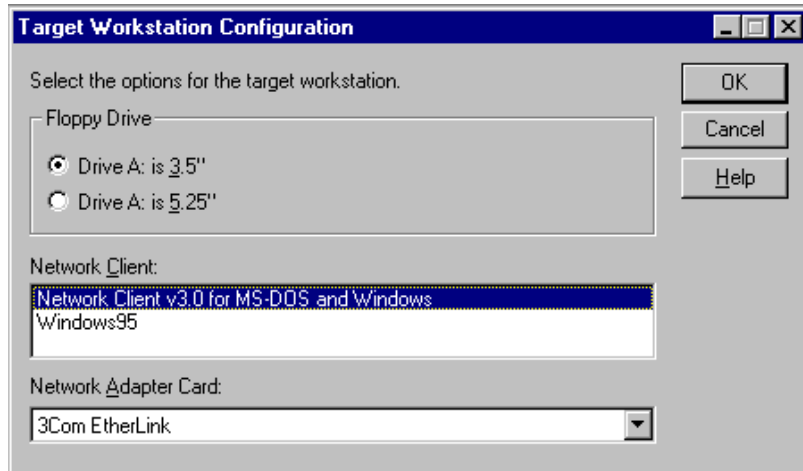 Target Workstation Configuration
Select the options for the target workstation.
OK
Floppy Drive
Cancel
Drive A: is 3.5"
Help
Drive A: is 5.25"
Network Client:
Network Client v3.0 for MS-DOS and Windows
Windows95
Network Adapter Card:
3Com EtherLink